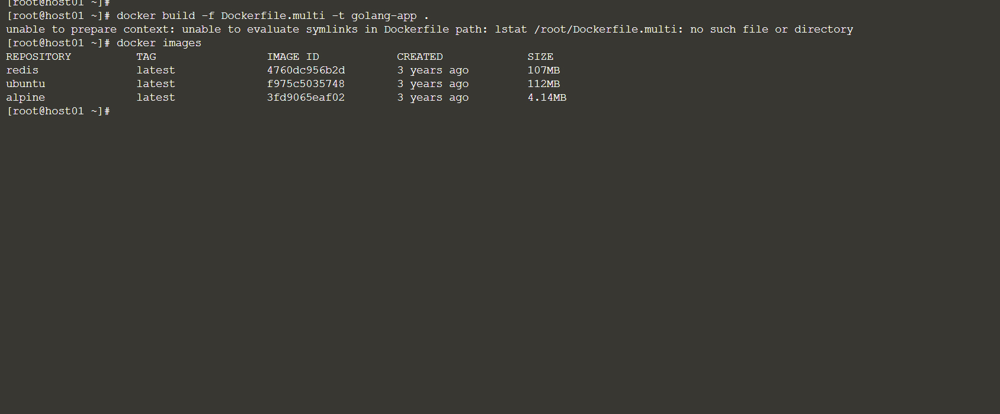 [root@host01 ~]#
[root@host01 ~]# docker build -f Dockerfile.multi -t golang-app .
unable to prepare context: unable to evaluate symlinks in Dockerfile path: lstat /root/Dockerfile.multi: no such file or directory
[root@host01 ~]# docker images
REPOSITORY          TAG                 IMAGE ID            CREATED             SIZE
redis               latest              4760dc956b2d        3 years ago         107MB
ubuntu              latest              f975c5035748        3 years ago         112MB
alpine              latest              3fd9065eaf02        3 years ago         4.14MB
[root@host01 ~]#